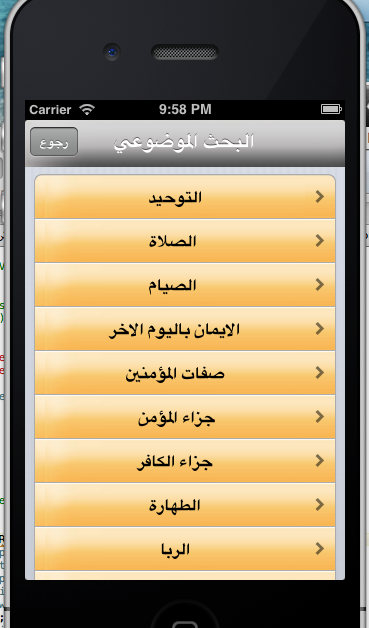 Carrier 9:58 PM
رجوع البحث الموضوعي
التوحيد
الصلاة
الصيام
الايمان باليوم الاخر
صفات المؤمنين
جزاء المؤمن
جزاء الكافر
الطهارة
الربا